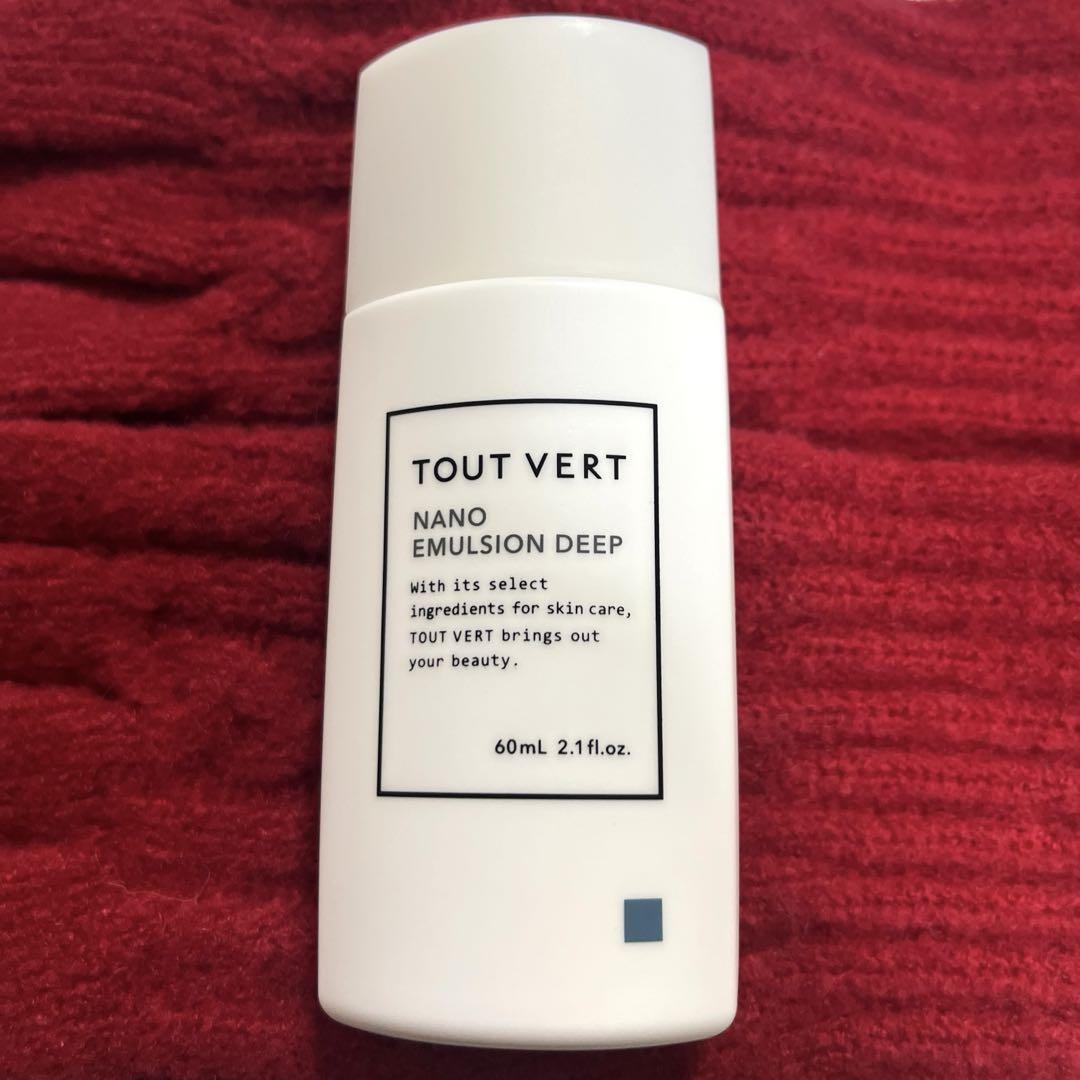 TOUT VERT
NANO
EMULSION DEEP
With its select
ingredients for skin care,
TOUT VERT brings out
your beauty.
60mL 2.1fl.oz.